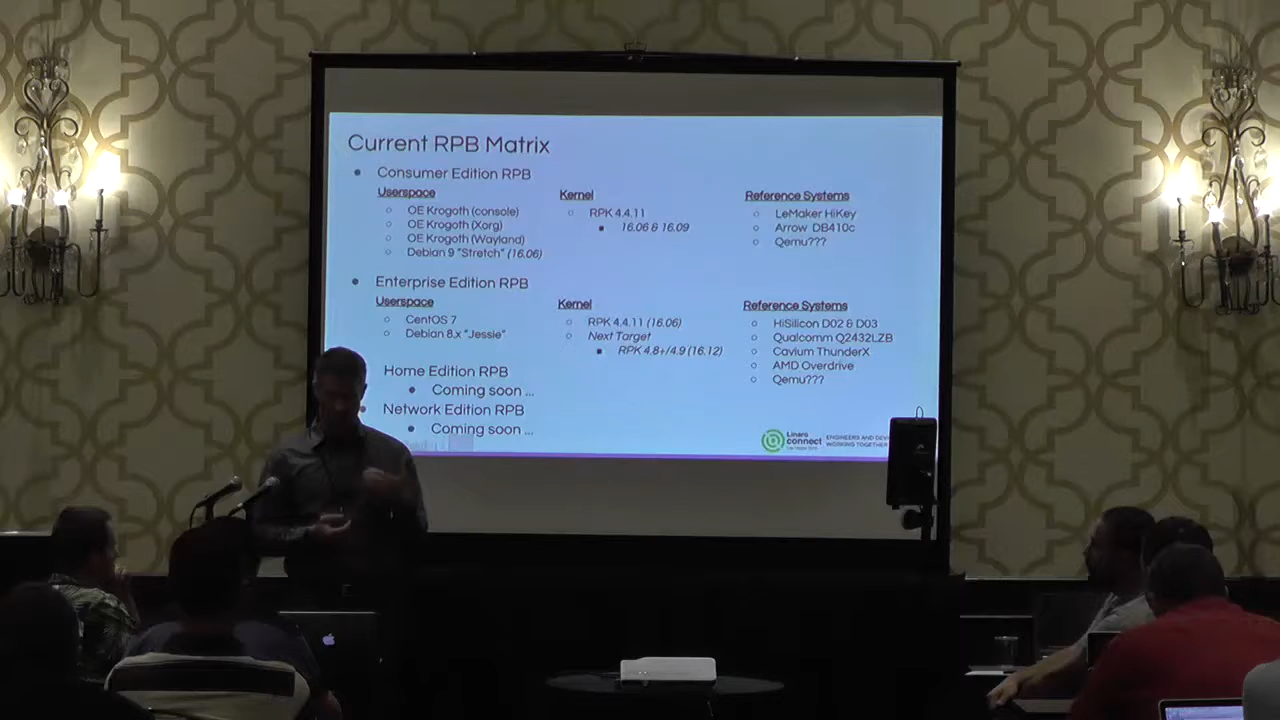 Current RPB Matrix
● Consumer Edition RPB
Userspace
○ OE Krogoth (console)
○ OE Krogoth (Xorg)
○ OE Krogoth (Wayland)
○ Debian 9 "Stretch" (16.06)
Kernel
○ RPK 4.4.11
■ 16.06 & 16.09
Reference Systems
○ LeMaker HiKey
○ Arrow DB410c
○ Qemu???
● Enterprise Edition RPB
Userspace
○ CentOS 7
○ Debian 8.x "Jessie"
Kernel
○ RPK 4.4.11 (16.06)
○ Next Target
■ RPK 4.8+/4.9 (16.12)
Reference Systems
○ HiSilicon D02 & D03
○ Qualcomm Q2432LZB
○ Cavium ThunderX
○ AMD Overdrive
○ Qemu???
Home Edition RPB
● Coming soon ...
● Network Edition RPB
● Coming soon ...
Linaro
connect
ENGINEERS AND
WORKING TOGETHER